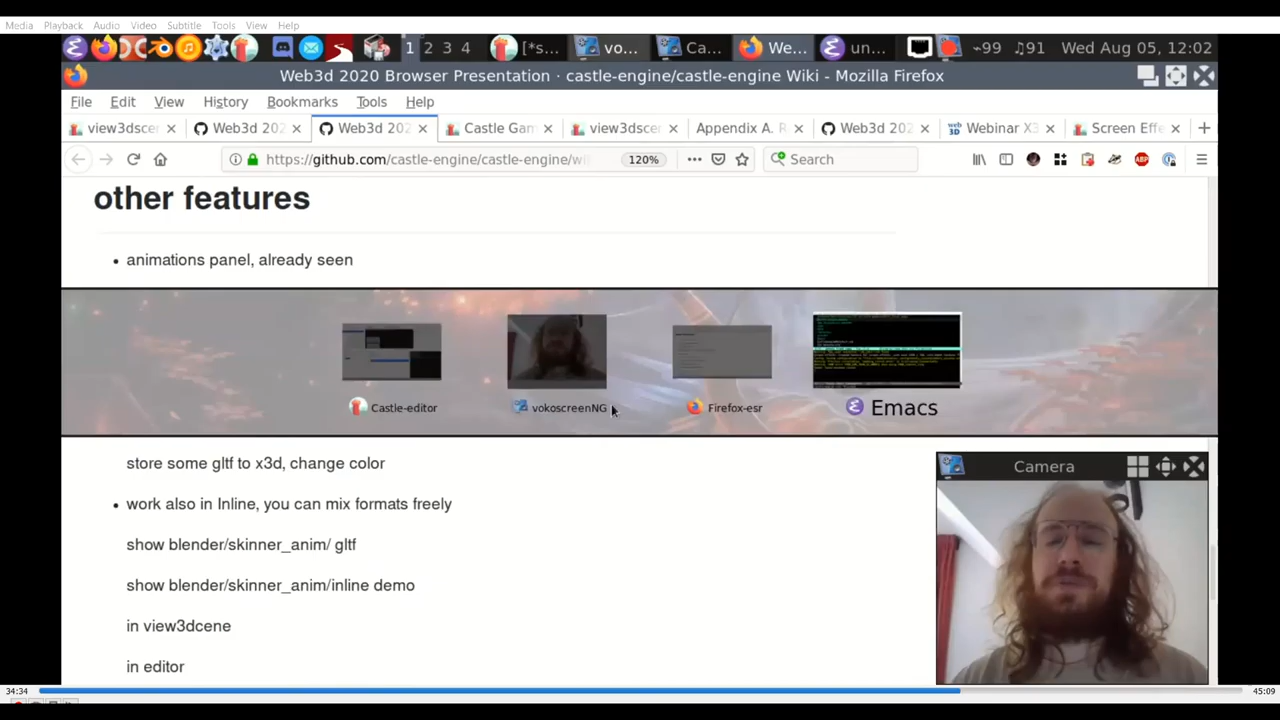 Media Playback Audio Video Subtitle Tools View Help
1 2 3 4 [*s... vo... Ca... We... un... ~99 ♫91 Wed Aug 05, 12:02
Web3d 2020 Browser Presentation · castle-engine/castle-engine Wiki - Mozilla Firefox
File Edit View History Bookmarks Tools Help
view3dsce Web3d 202 Web3d 202 Castle Gam view3dsce Appendix A. R Web3d 202 Webinar X3 Screen Effe
https://github.com/castle-engine/castle-engine/wi 120% ... Search
other features
• animations panel, already seen
Castle-editor vokoscreenNG Firefox-esr Emacs
store some gltf to x3d, change color
• work also in Inline, you can mix formats freely
show blender/skinner_anim/ gltf
show blender/skinner_anim/inline demo
in view3dcene
in editor
Camera
34:34 45:09